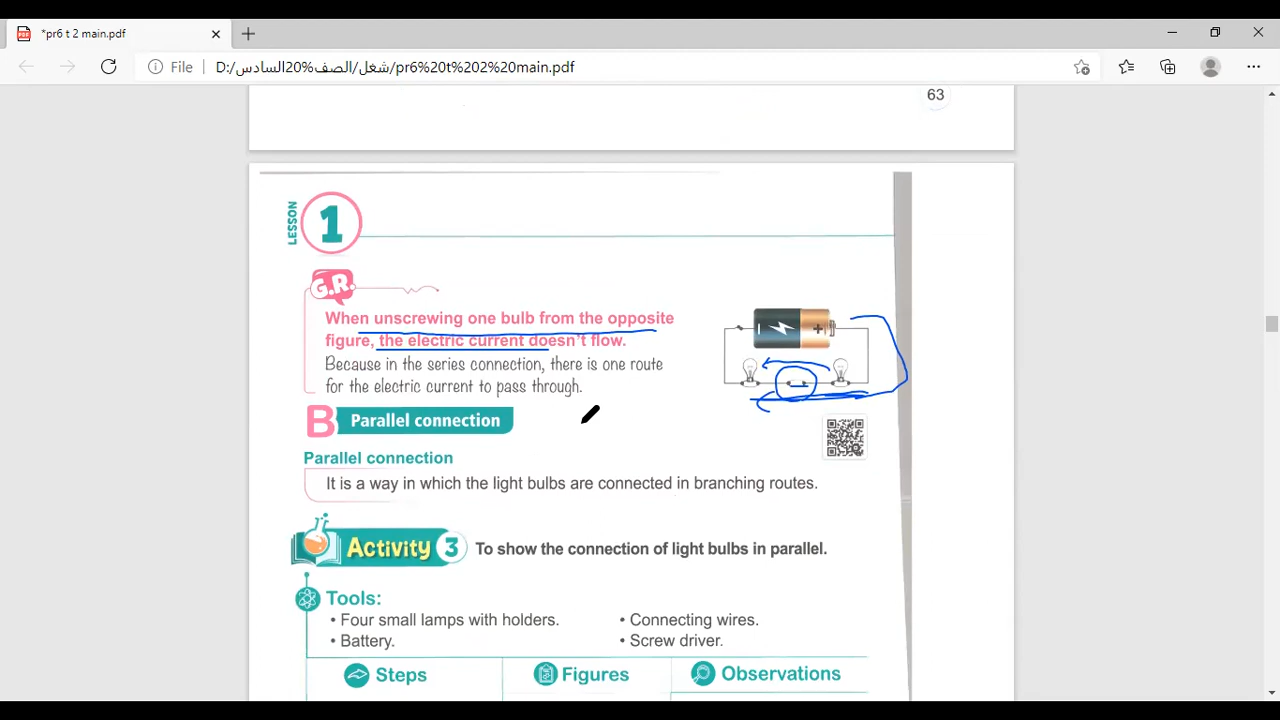 *pr6 t 2 main.pdf
File
D:/شغل/الصف%20السادس/pr6%20t%202%20main.pdf
63
LESSON
1
G.R.
When unscrewing one bulb from the opposite
figure, the electric current doesn't flow.
Because in the series connection, there is one route
for the electric current to pass through.
- +
B Parallel connection
Parallel connection
It is a way in which the light bulbs are connected in branching routes.
Activity 3 To show the connection of light bulbs in parallel.
Tools:
• Four small lamps with holders. • Connecting wires.
• Battery. • Screw driver.
Steps Figures Observations